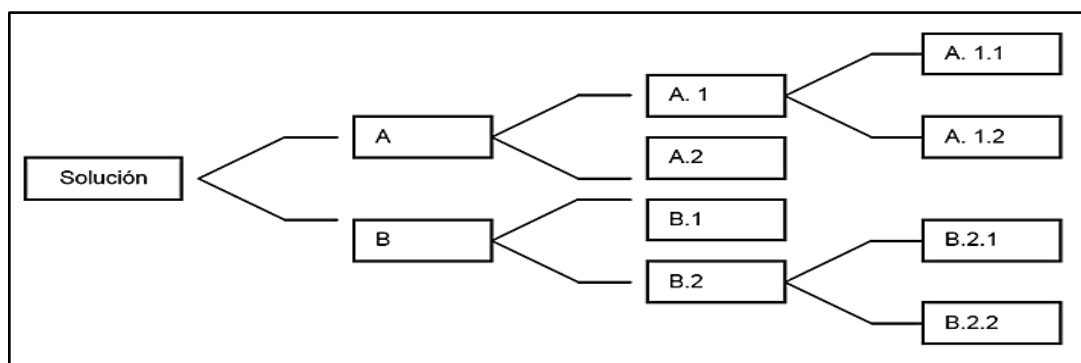 Solución
A
B
A. 1
A.2
B.1
B.2
A. 1.1
A. 1.2
B.2.1
B.2.2